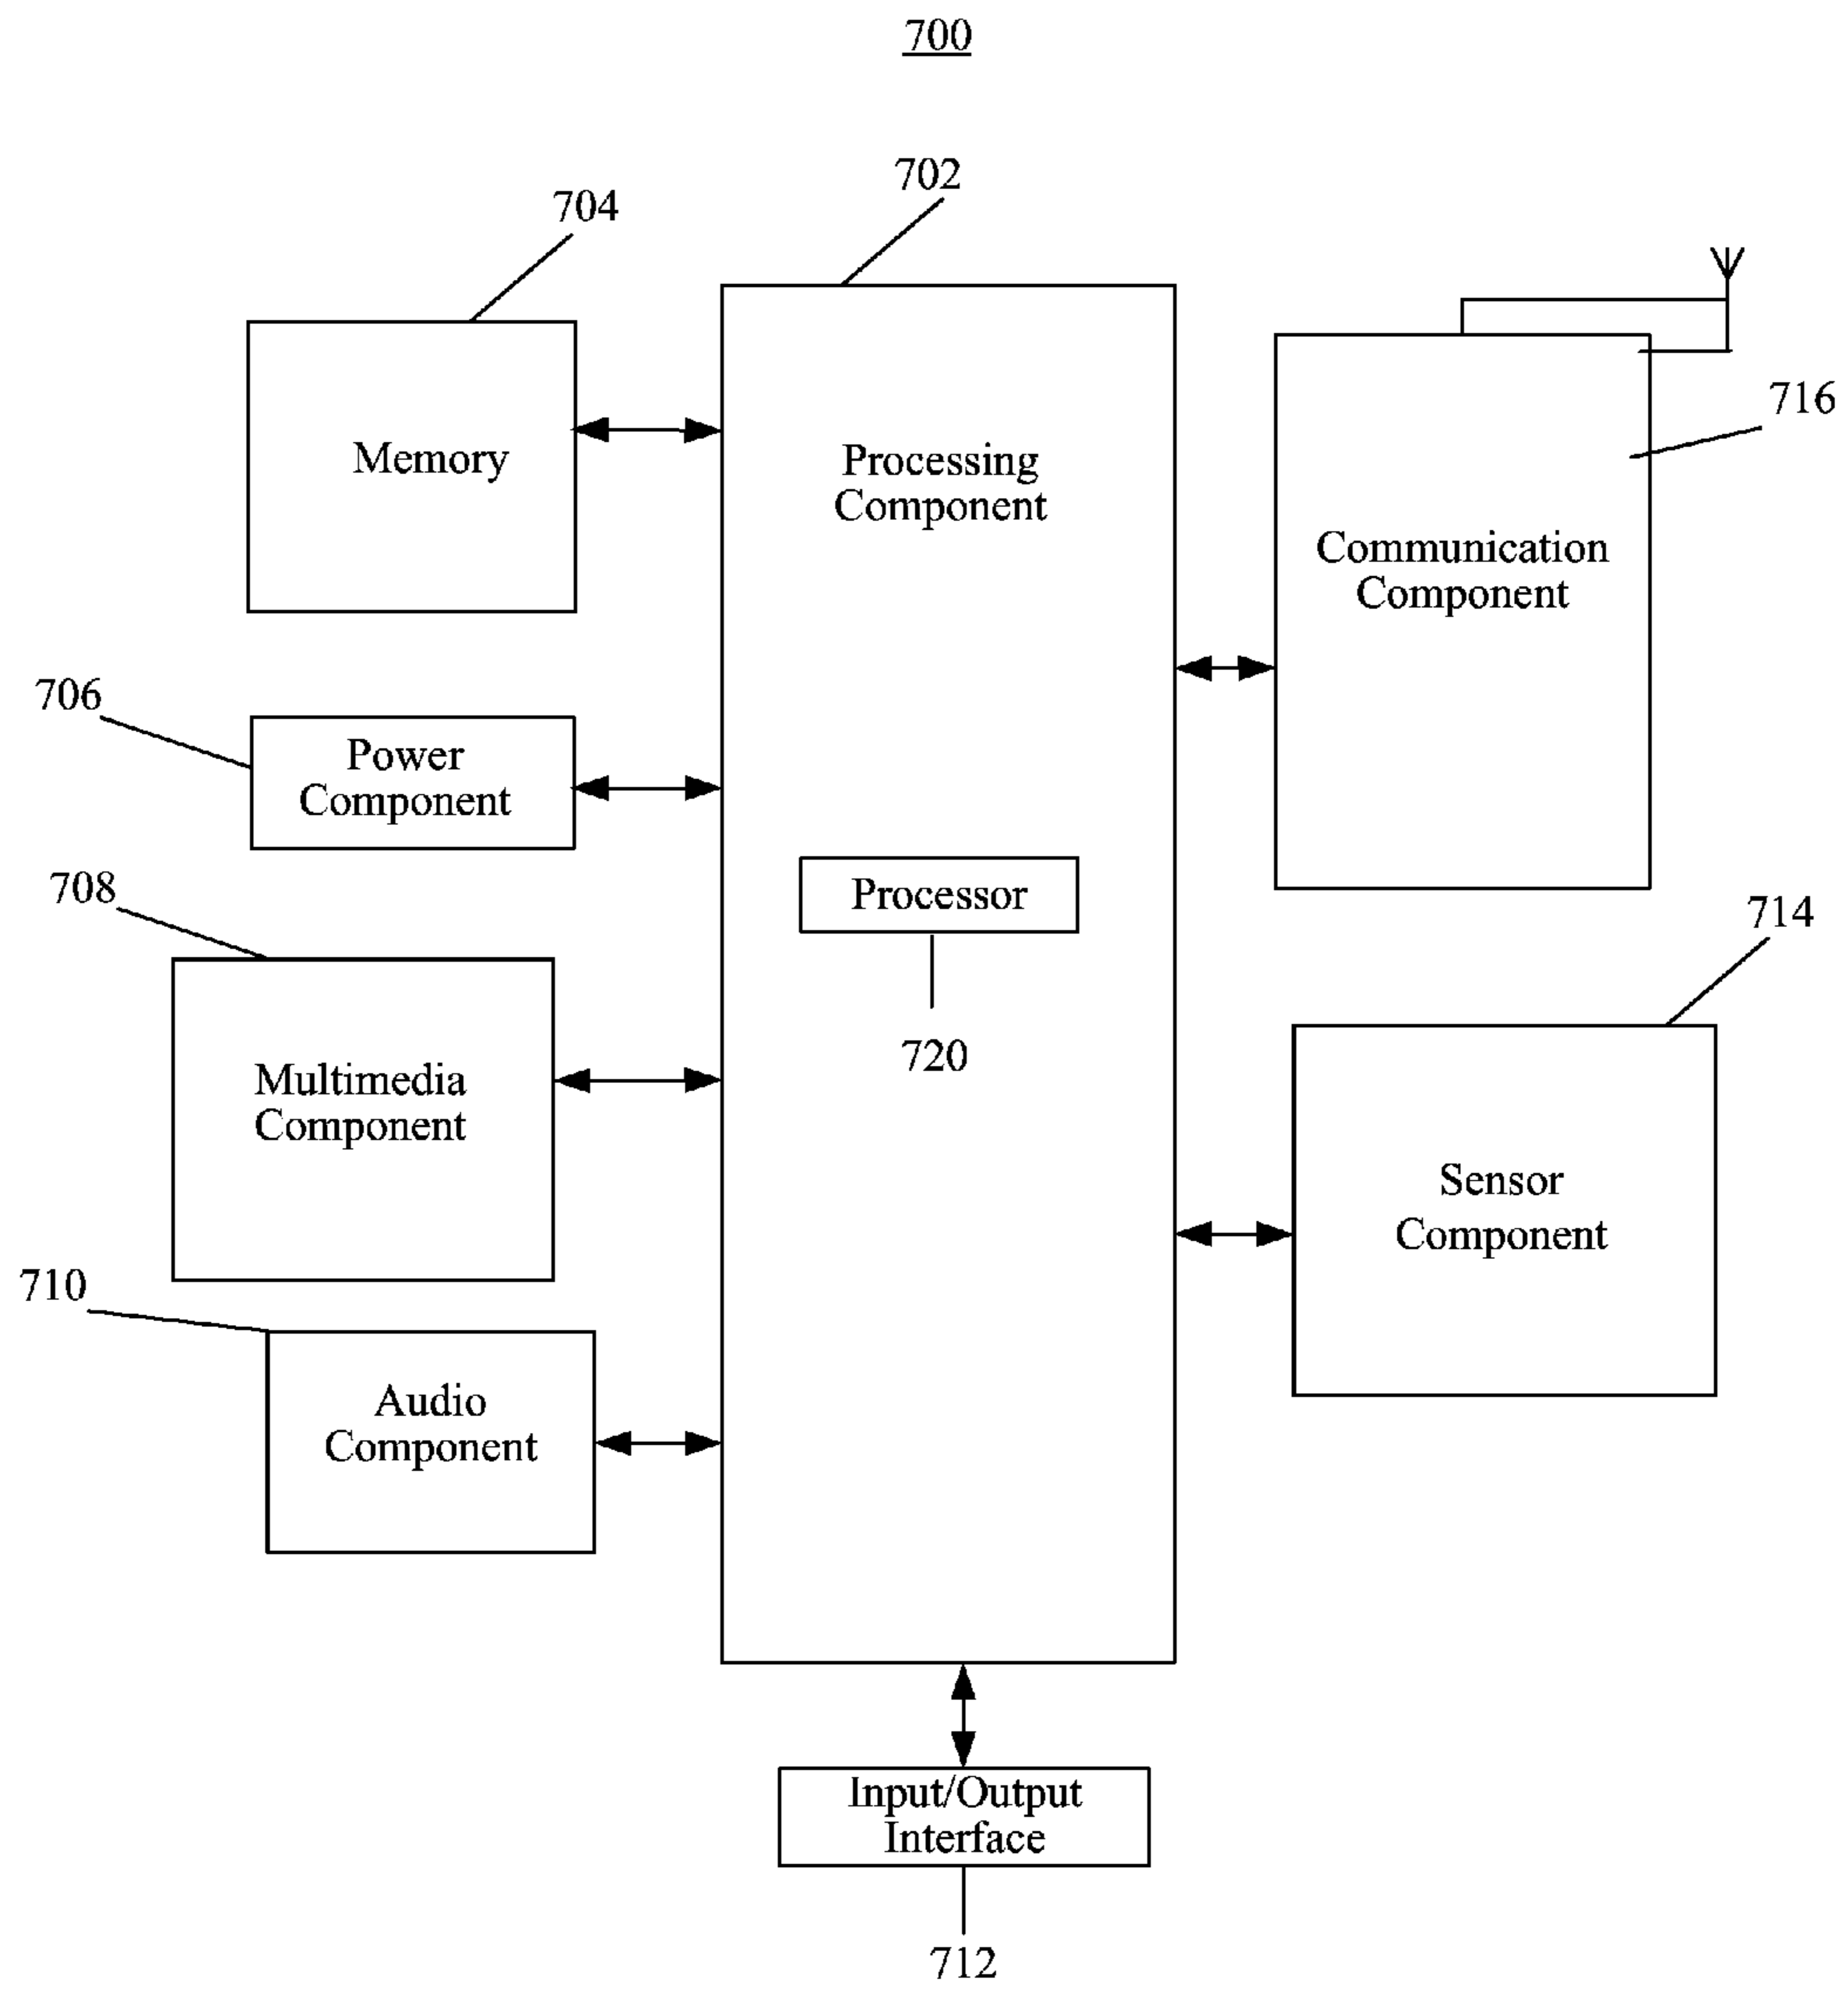 700
702
704
Memory
Processing
Component
716
Communication
Component
706
Power
Component
708
Processor
714
720
Multimedia
Component
Sensor
Component
710
Audio
Component
Input/Output
Interface
712